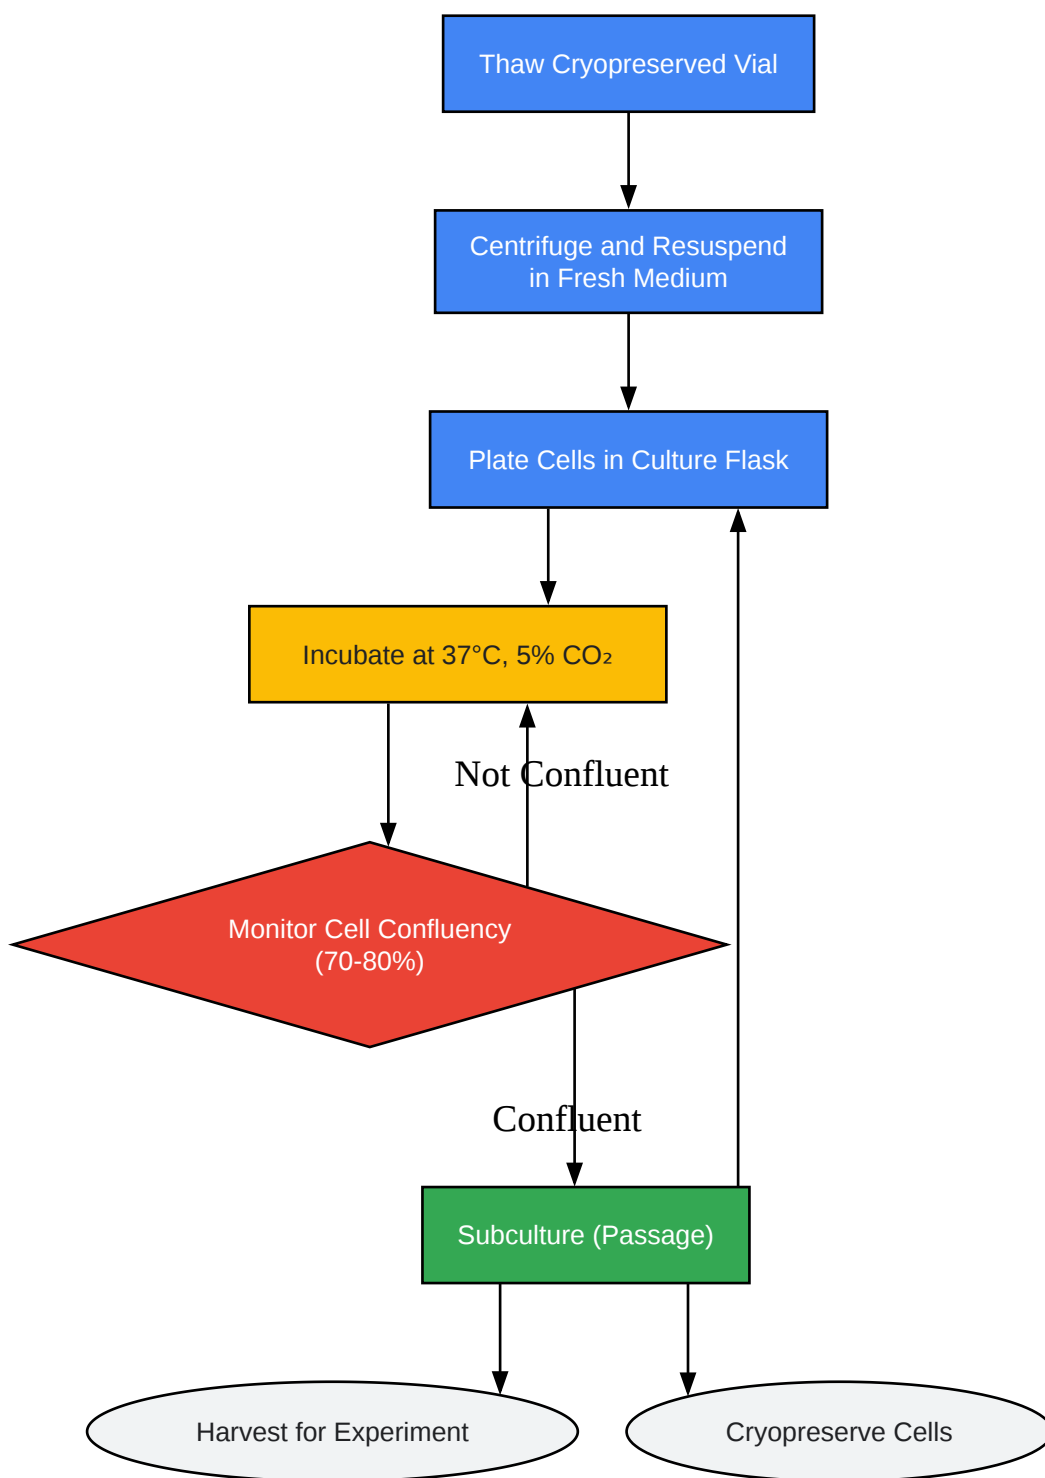 Thaw Cryopreserved Vial
Centrifuge and Resuspend
in Fresh Medium
Plate Cells in Culture Flask
Incubate at 37°C, 5% CO₂
Not Confluent
Monitor Cell Confluency
(70-80%)
Confluent
Subculture (Passage)
Harvest for Experiment
Cryopreserve Cells